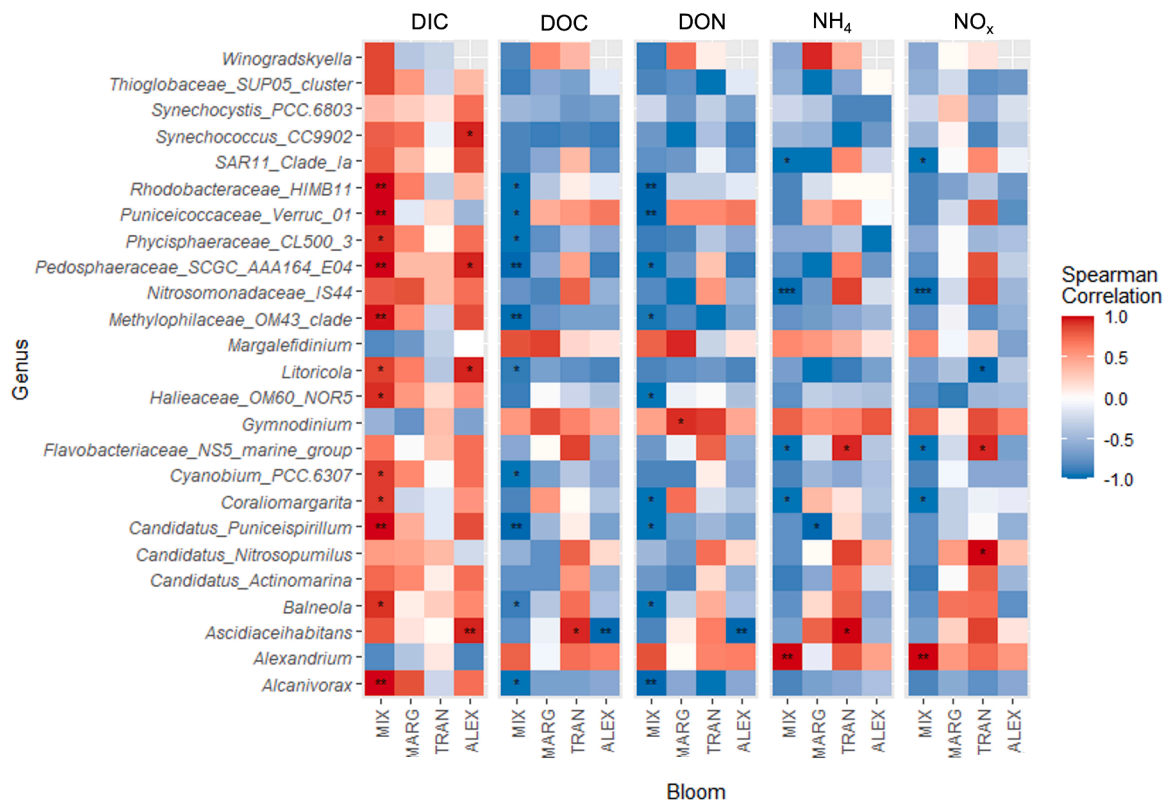 DIC DOC DON NH4 NOx
Winogradskyella
Thioglobaceae_SUP05_cluster
Synechocystis_PCC.6803
Synechococcus_CC9902 *
SAR11_Clade_Ia * *
Rhodobacteraceae_HIMB11 ** * **
Puniceicoccaceae_Verruc_01 ** * **
Phycisphaeraceae_CL500_3 * *
Pedosphaeraceae_SCGC_AAA164_E04 ** * ** *
Nitrosomonadaceae_IS44 *** ***
Methylophilaceae_OM43_clade ** ** *
Margalefidinium
Litoricola * * * *
Halieaceae_OM60_NOR5 * *
Gymnodinium *
Flavobacteriaceae_NS5_marine_group * * * *
Cyanobium_PCC.6307 * *
Coraliomargarita * * * *
Candidatus_Puniceispirillum ** ** * *
Candidatus_Nitrosopumilus *
Candidatus_Actinomarina
Balneola * * *
Ascidiaceihabitans ** * ** ** *
Alexandrium ** **
Alcanivorax ** * **
Genus
MIX MARG TRAN ALEX MIX MARG TRAN ALEX MIX MARG TRAN ALEX MIX MARG TRAN ALEX MIX MARG TRAN ALEX
Bloom
Spearman
Correlation
1.0
0.5
0.0
-0.5
-1.0